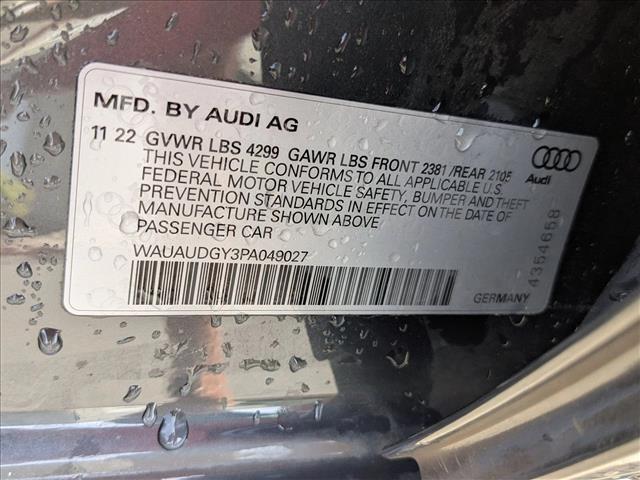 MFD. BY AUDI AG
11 22 GVWR LBS 4299 GAWR LBS FRONT 2381 / REAR 2105
THIS VEHICLE CONFORMS TO ALL APPLICABLE U.S.
FEDERAL MOTOR VEHICLE SAFETY, BUMPER AND THEFT
PREVENTION STANDARDS IN EFFECT ON THE DATE OF
MANUFACTURE SHOWN ABOVE
PASSENGER CAR
WAUAUDGY3PA049027
Audi
4354658
GERMANY